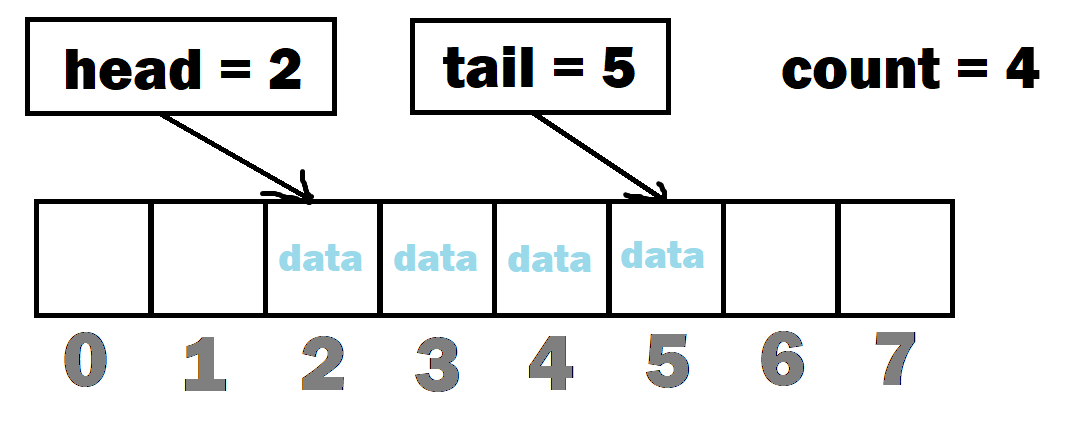 head = 2
tail = 5
count = 4
data data data data
0 1 2 3 4 5 6 7